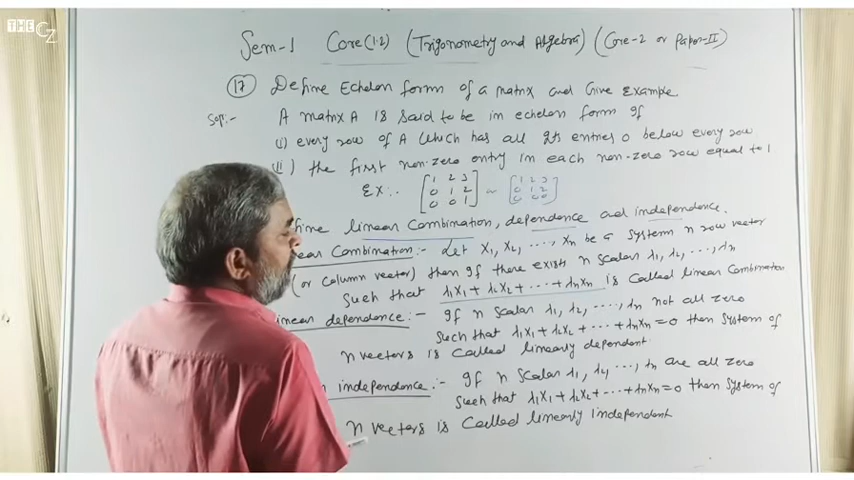 THE CZ
Sem-1 Core(1.2) (Trigonometry and Algebra) (Core-2 or Paper-II)
(17) Define Echelon form of a matrix and Give Example.
A matrix A is said to be in echelon form if
(i) every row of A which has all its entries 0 below every row
(ii) the first non-zero entry in each non-zero row equal to 1
Ex:- [1 2 3 0 1 2 0 0 1] ~ [1 2 3 0 1 2 0 0 0]
fine linear Combination, dependence and independence.
near Combination:- Let X1, X2, ...., Xn be a system n row vector
(or column vector) then if there exists n scalar λ1, λ2, ...., λn
such that λ1X1 + λ2X2 + ... + λnXn is called linear Combination
inear dependence:- If n scalar λ1, λ2, ...., λn not all zero
such that λ1X1 + λ2X2 + ... + λnXn = 0 then system of
n vectors is called linearly dependent.
n independence:- If n scalar λ1, λ2, ...., λn are all zero
such that λ1X1 + λ2X2 + ... + λnXn = 0 then system of
n vectors is called linearly independent